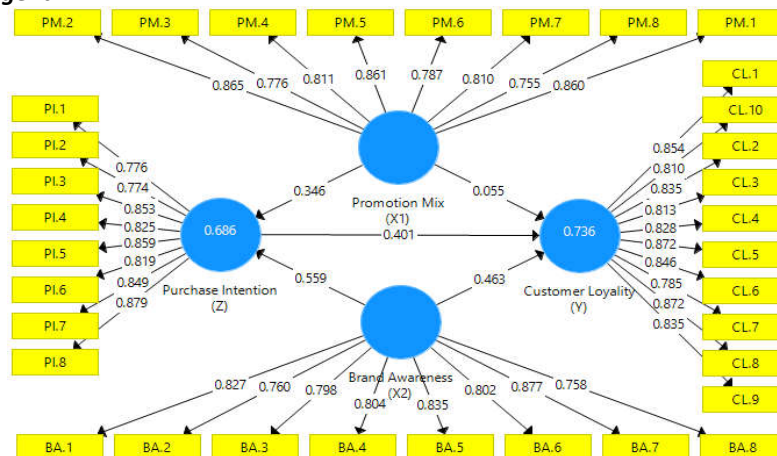 PM.2 PM.3 PM.4 PM.5 PM.6 PM.7 PM.8 PM.1
0.865 0.776 0.811 0.861 0.787 0.810 0.755 0.860
PI.1
PI.2
PI.3
PI.4
PI.5
PI.6
PI.7
PI.8
0.776
0.774
0.853
0.825
0.859
0.819
0.849
0.879
0.686
Purchase Intention
(Z)
0.346
0.055
Promotion Mix
(X1)
0.401
0.559
0.463
0.736
Customer Loyality
(Y)
0.854
0.810
0.835
0.813
0.828
0.872
0.846
0.785
0.872
0.835
CL.1
CL.10
CL.2
CL.3
CL.4
CL.5
CL.6
CL.7
CL.8
CL.9
Brand Awareness
(X2)
0.827 0.760 0.798 0.804 0.835 0.802 0.877 0.758
BA.1 BA.2 BA.3 BA.4 BA.5 BA.6 BA.7 BA.8